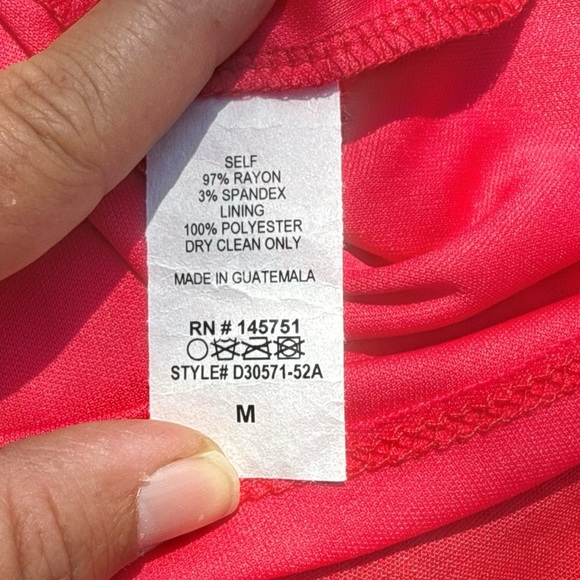 SELF
97% RAYON
3% SPANDEX
LINING
100% POLYESTER
DRY CLEAN ONLY
MADE IN GUATEMALA
RN # 145751
STYLE# D30571-52A
M